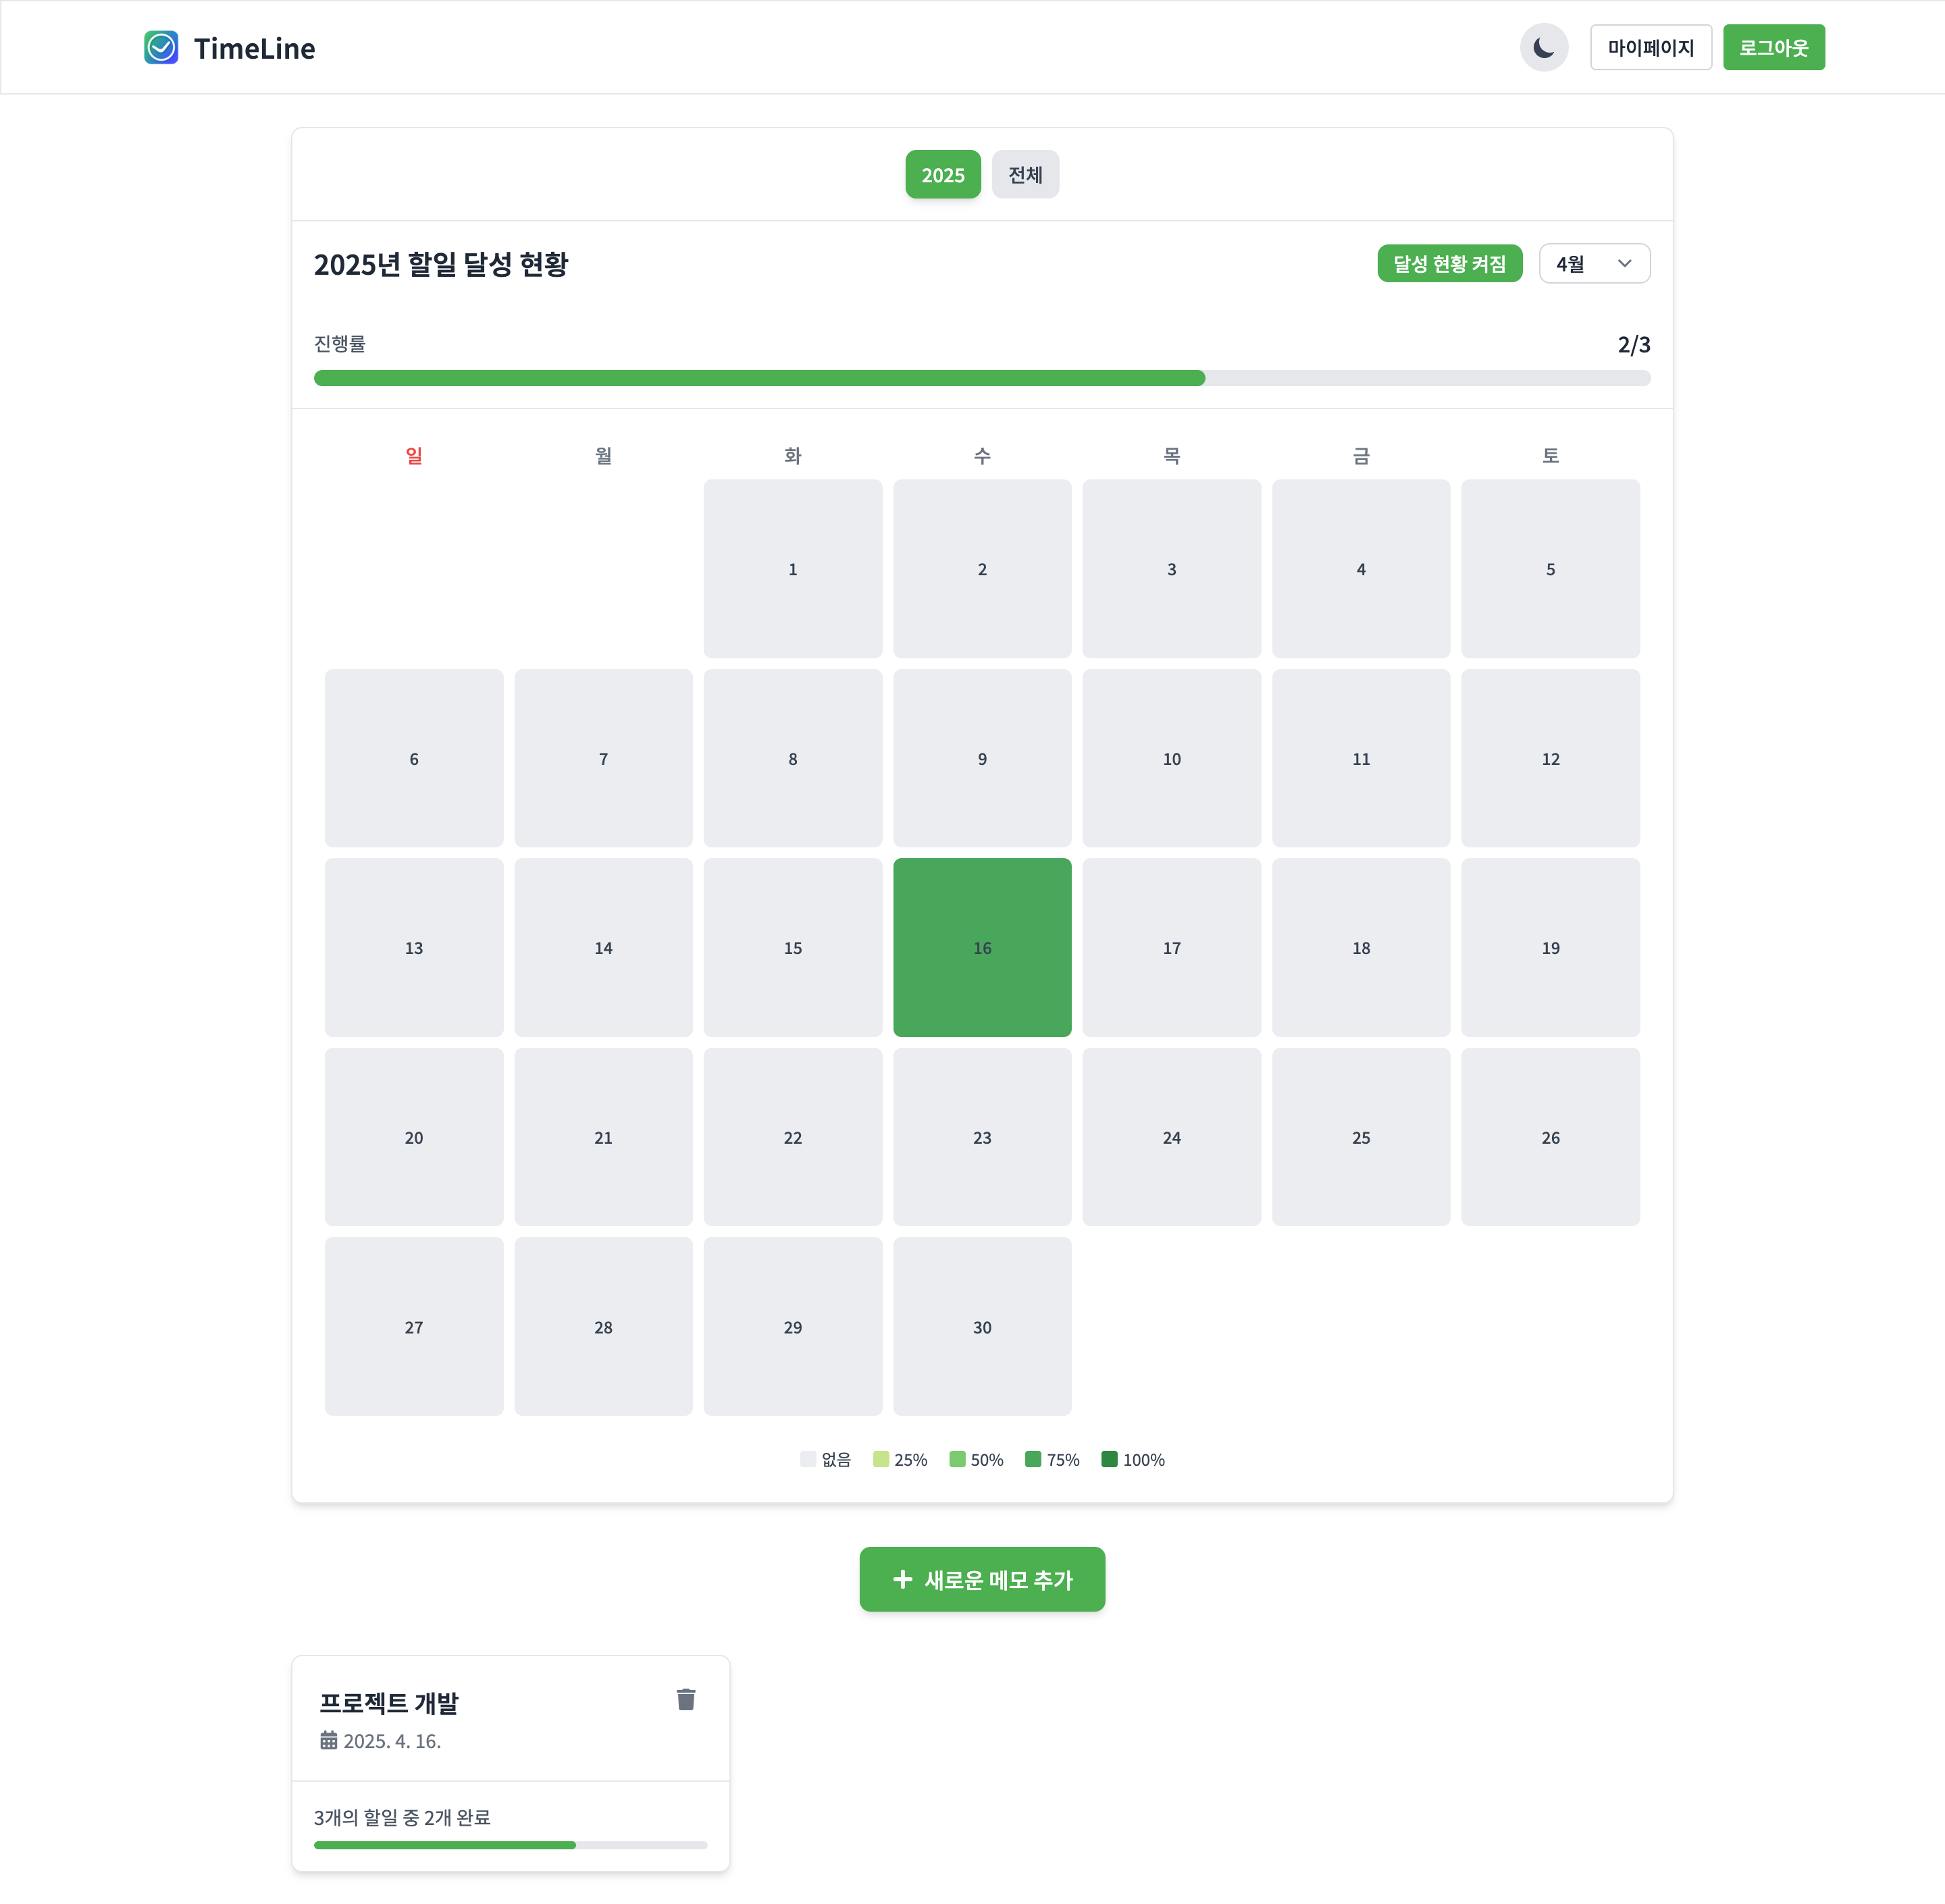 TimeLine
마이페이지
로그아웃
2025
전체
2025년 할일 달성 현황
달성 현황 켜짐
4월
진행률
2/3
일 월 화 수 목 금 토
1 2 3 4 5
6 7 8 9 10 11 12
13 14 15 16 17 18 19
20 21 22 23 24 25 26
27 28 29 30
없음 25% 50% 75% 100%
+ 새로운 메모 추가
프로젝트 개발
2025. 4. 16.
3개의 할일 중 2개 완료